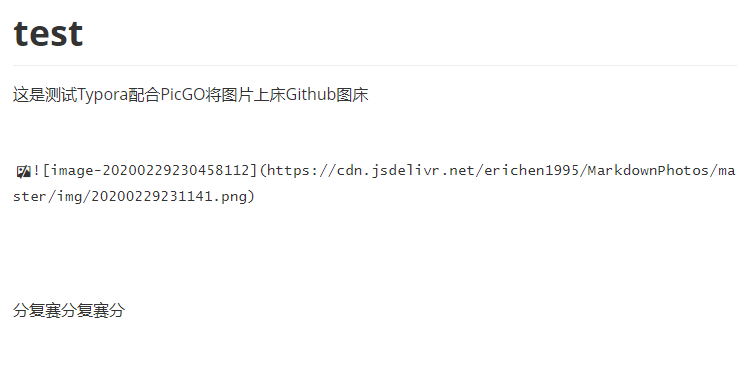 test
这是测试Typora配合PicGO将图片上床Github图床
![image-20200229230458112](https://cdn.jsdelivr.net/erichen1995/MarkdownPhotos/ma
ster/img/20200229231141.png)
分复赛分复赛分